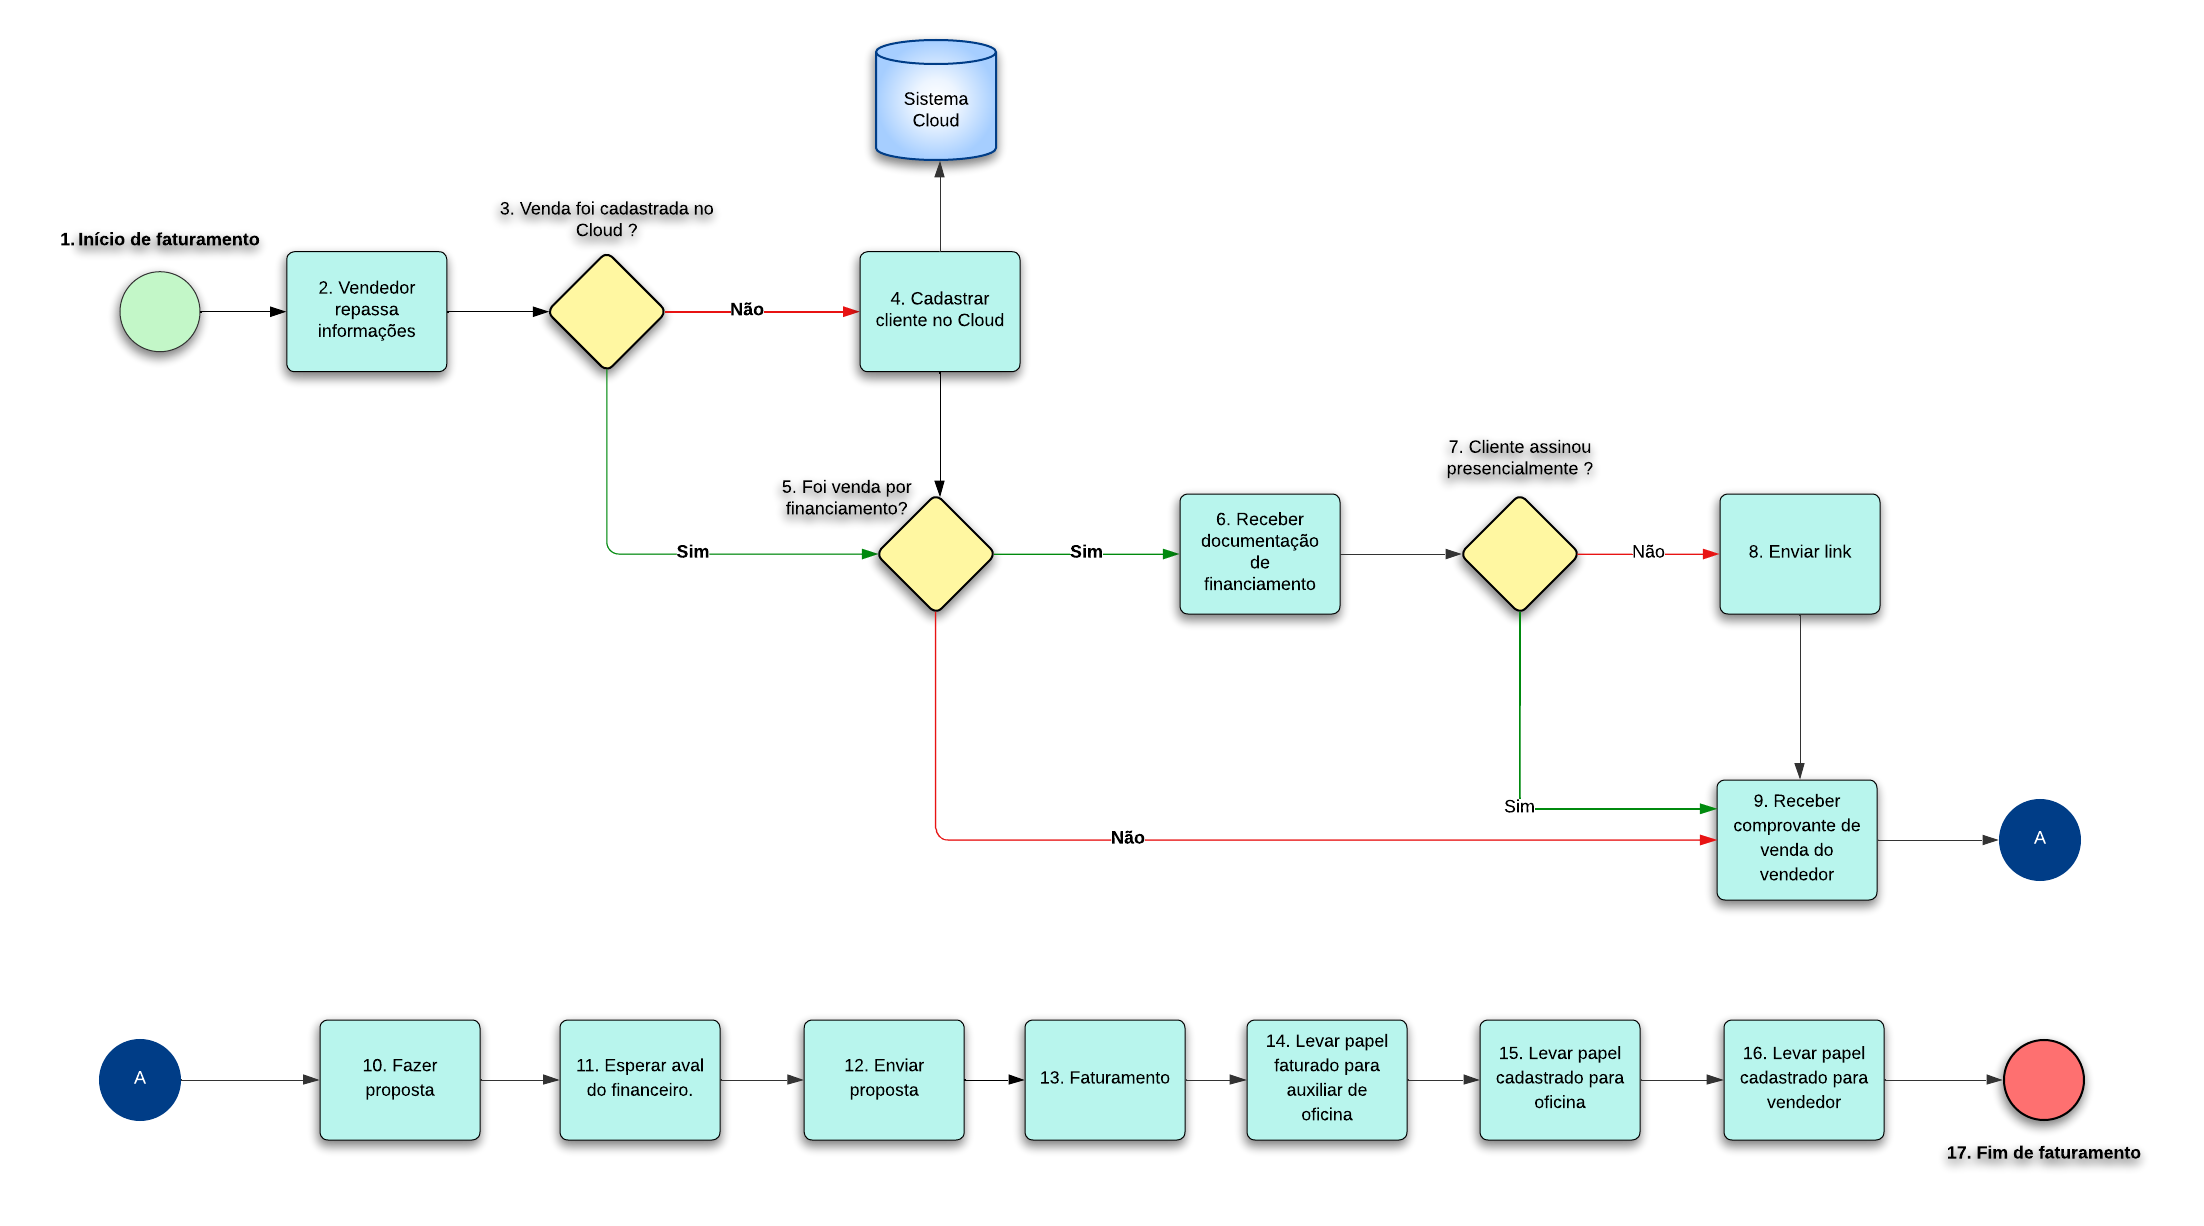 Sistema
Cloud
3. Venda foi cadastrada no
Cloud ?
1. Início de faturamento
2. Vendedor
repassa
informações
Não
4. Cadastrar
cliente no Cloud
7. Cliente assinou
presencialmente ?
5. Foi venda por
financiamento?
Sim
Sim
6. Receber
documentação
de
financiamento
Não
8. Enviar link
Sim
Não
9. Receber
comprovante de
venda do
vendedor
A
A
10. Fazer
proposta
11. Esperar aval
do financeiro.
12. Enviar
proposta
13. Faturamento
14. Levar papel
faturado para
auxiliar de
oficina
15. Levar papel
cadastrado para
oficina
16. Levar papel
cadastrado para
vendedor
17. Fim de faturamento